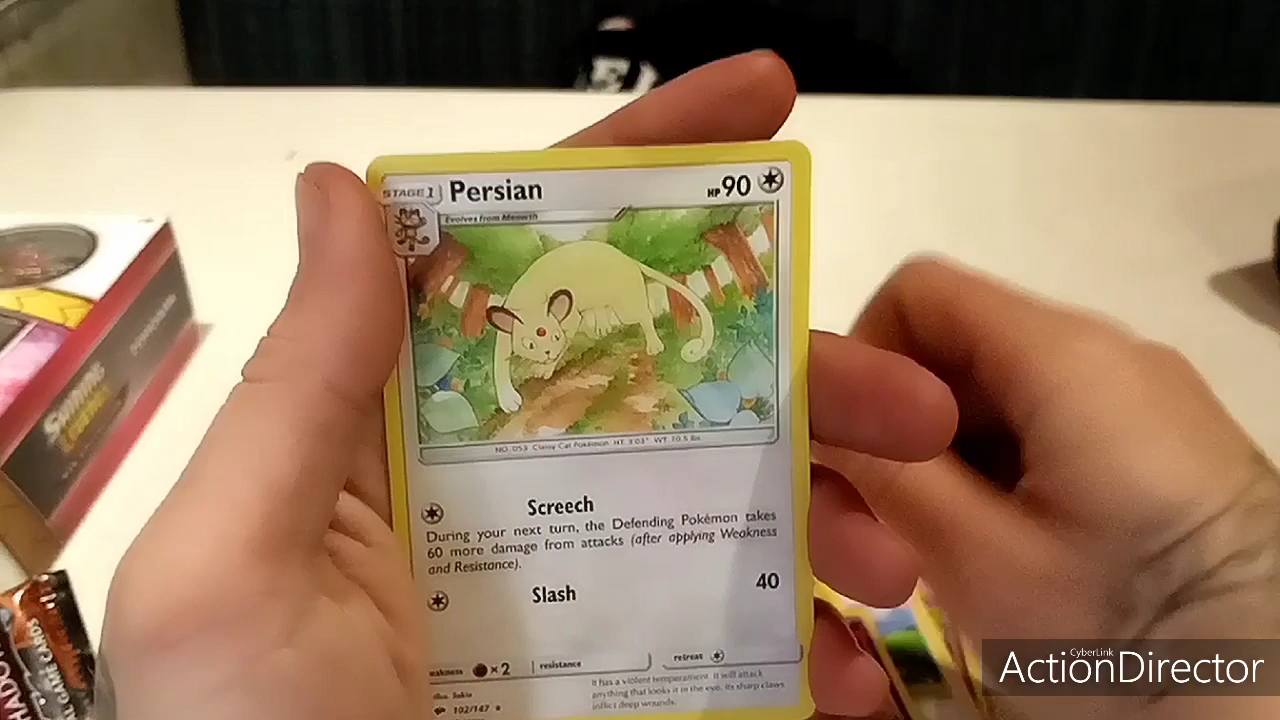 STAGE 1 Persian HP 90
Evolves from Meowth
NO. 053 Classy Cat Pokémon HT: 3'03" WT: 70.5 lbs
Screech
During your next turn, the Defending Pokémon takes
60 more damage from attacks (after applying Weakness
and Resistance).
Slash 40
weakness ×2 resistance retreat
It has a violent temperament. It will attack
anything that looks it in the eye. Its sharp claws
inflict deep wounds.
illus. Sekio
102/147
SHINING
CyberLink
ActionDirector